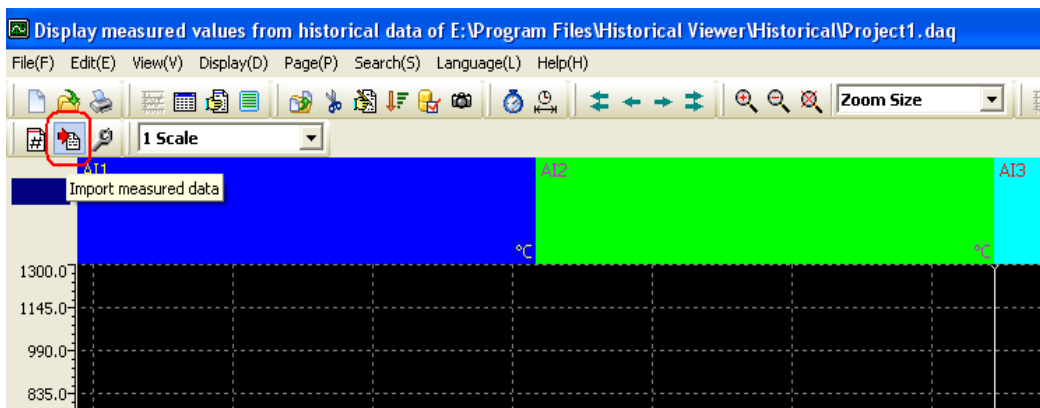 Display measured values from historical data of E:\Program Files\Historical Viewer\Historical\Project1.daq
File(F) Edit(E) View(V) Display(D) Page(P) Search(S) Language(L) Help(H)
Zoom Size
1 Scale
AI1 AI2 AI3
Import measured data
°C °C
1300.0
1145.0
990.0
835.0